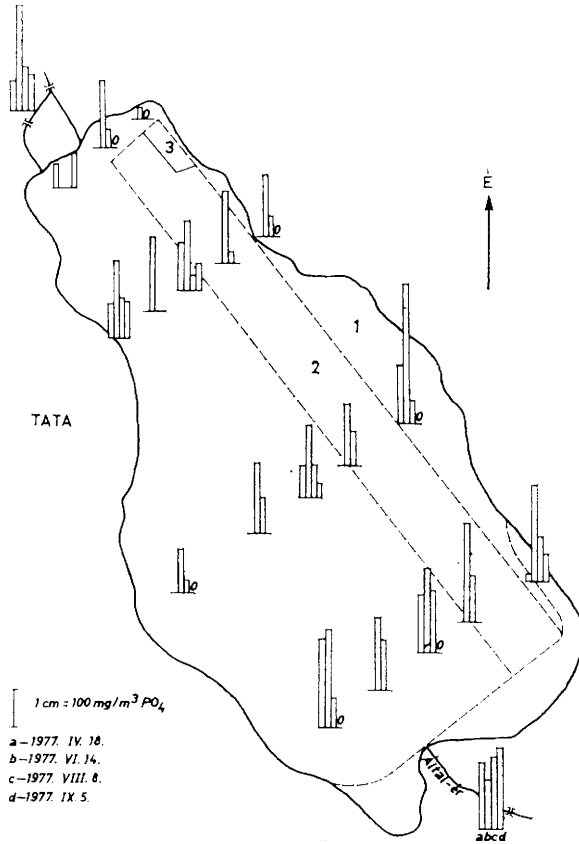 O
O
3
É
O
1
2
O
TATA
O
O
O
1 cm = 100 mg/m³ PO₄
a-1977. IV. 18.
b-1977. VI. 14.
c-1977. VIII. 8.
d-1977. IX. 5.
Által-ér
abcd